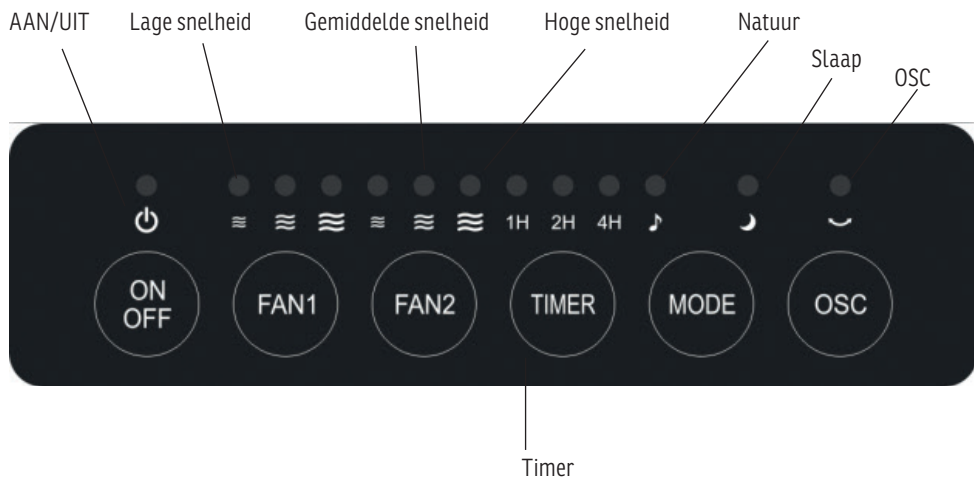 AAN/UIT Lage snelheid Gemiddelde snelheid Hoge snelheid Natuur
Slaap
OSC
1H 2H 4H
ON OFF FAN1 FAN2 TIMER MODE OSC
Timer